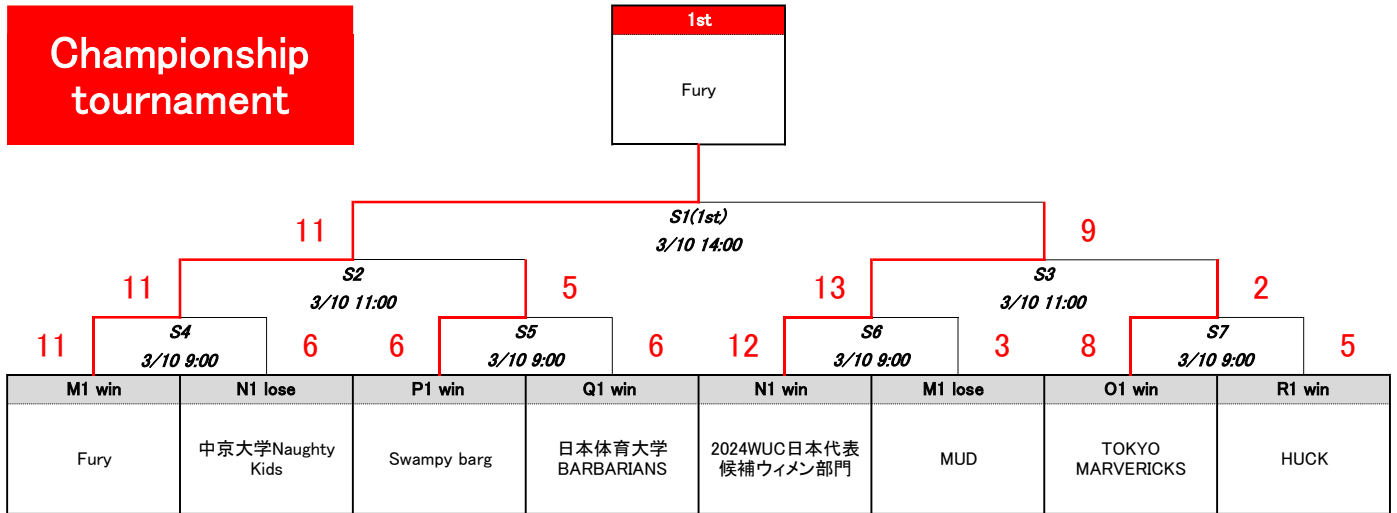 Championship
tournament
1st
Fury
S1(1st)
3/10 14:00
11
9
S2
3/10 11:00
S3
3/10 11:00
11
5
13
2
S4
3/10 9:00
S5
3/10 9:00
S6
3/10 9:00
S7
3/10 9:00
11
6
6
6
12
3
8
5
M1 win
N1 lose
P1 win
Q1 win
N1 win
M1 lose
O1 win
R1 win
Fury
中京大学Naughty
Kids
Swampy barg
日本体育大学
BARBARIANS
2024WUC日本代表
候補ウィメン部門
MUD
TOKYO
MARVERICKS
HUCK